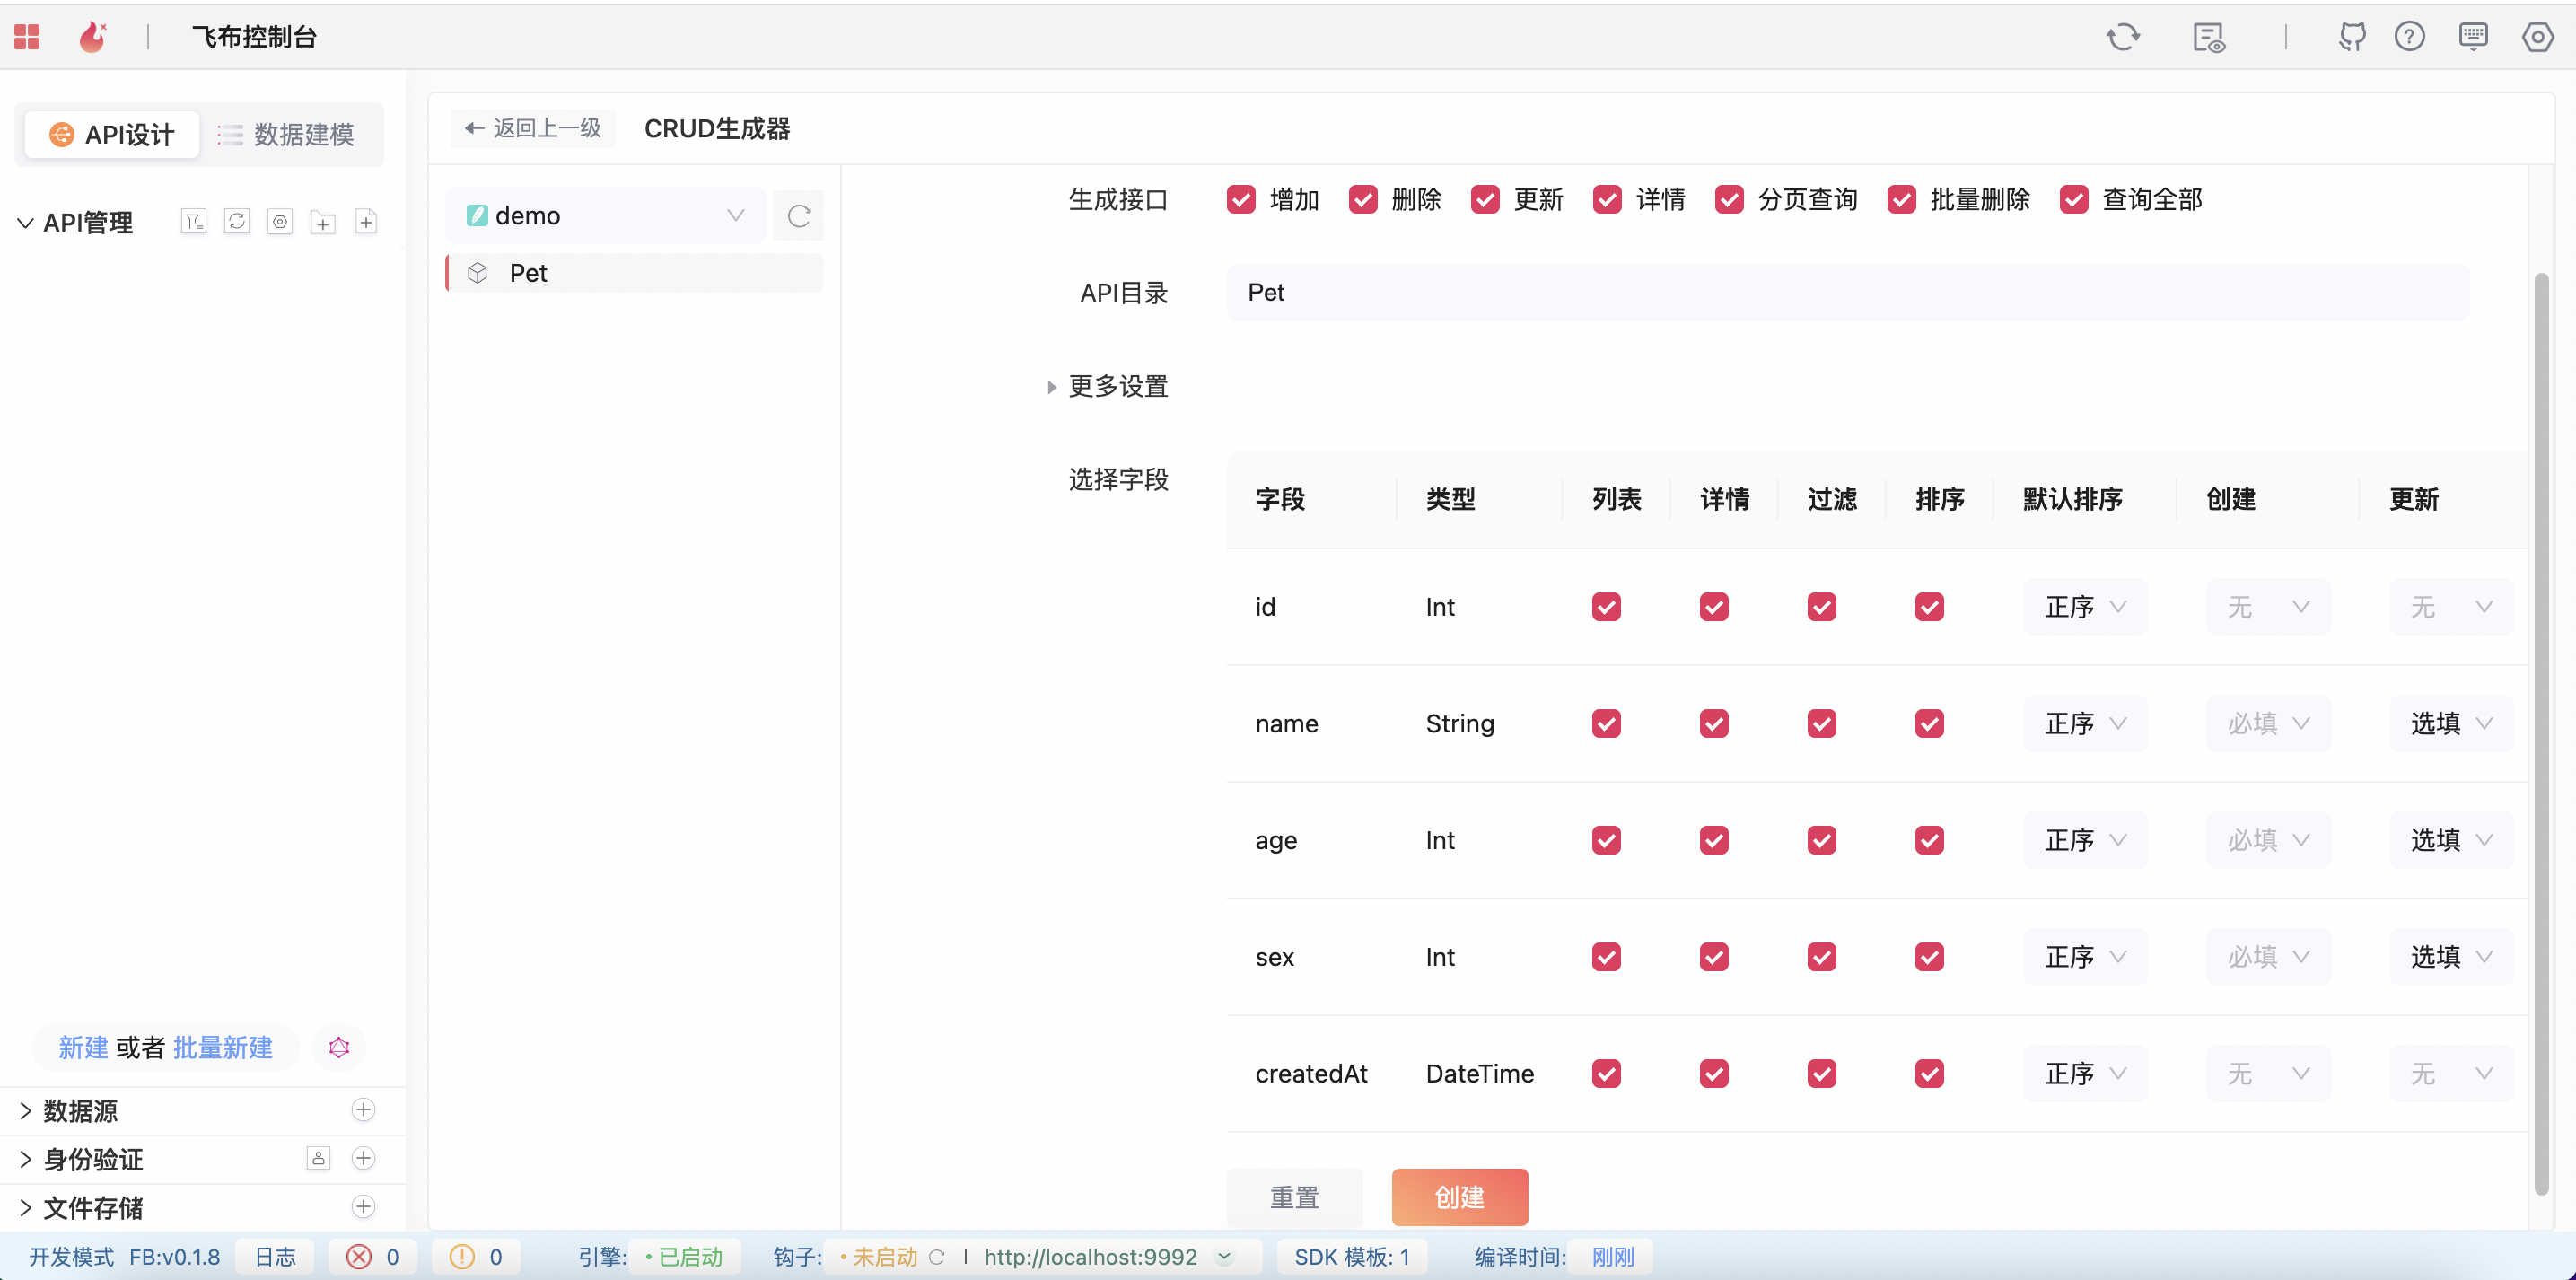 飞布控制台
API设计 数据建模
API管理
新建 或者 批量新建
数据源
身份验证
文件存储
返回上一级 CRUD生成器
demo
Pet
生成接口 增加 删除 更新 详情 分页查询 批量删除 查询全部
API目录 Pet
更多设置
选择字段
字段 类型 列表 详情 过滤 排序 默认排序 创建 更新
id Int 正序 无 无
name String 正序 必填 选填
age Int 正序 必填 选填
sex Int 正序 必填 选填
createdAt DateTime 正序 无 无
重置 创建
开发模式 FB:v0.1.8 日志 0 0 引擎: 已启动 钩子: 未启动 | http://localhost:9992 SDK 模板: 1 编译时间: 刚刚